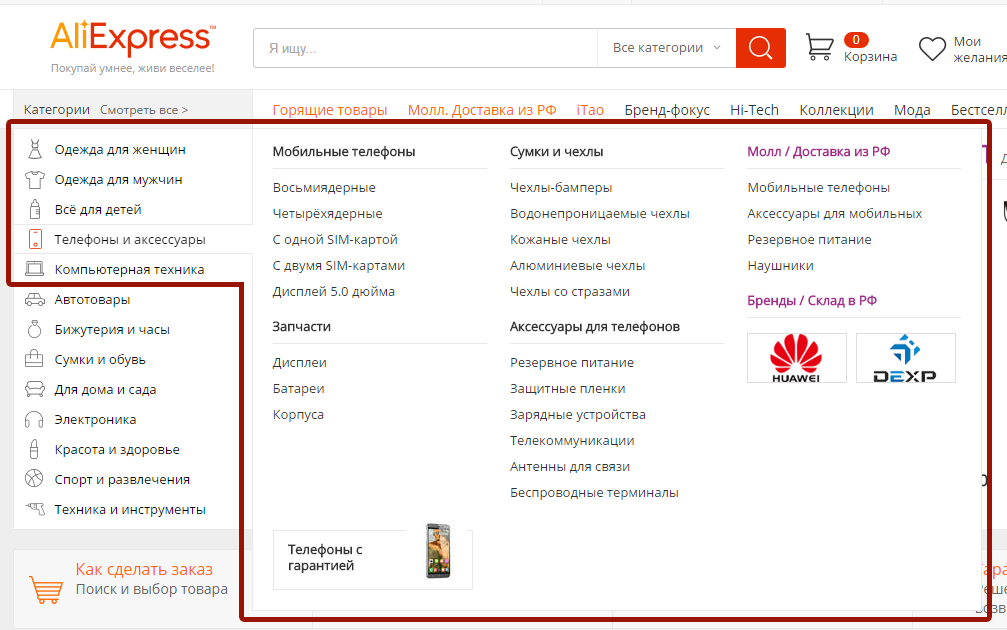 AliExpress™
Покупай умнее, живи веселее!
Я ищу...
Все категории
0
Корзина
Мои
желания
Категории Смотреть все >
Горящие товары Молл. Доставка из РФ iTao Бренд-фокус Hi-Tech Коллекции Мода Бестселл
Одежда для женщин
Одежда для мужчин
Всё для детей
Телефоны и аксессуары
Компьютерная техника
Автотовары
Бижутерия и часы
Сумки и обувь
Для дома и сада
Электроника
Красота и здоровье
Спорт и развлечения
Техника и инструменты
Мобильные телефоны
Восьмиядерные
Четырёхядерные
С одной SIM-картой
С двумя SIM-картами
Дисплей 5.0 дюйма
Запчасти
Дисплеи
Батареи
Корпуса
Телефоны с
гарантией
Сумки и чехлы
Чехлы-бамперы
Водонепроницаемые чехлы
Кожаные чехлы
Алюминиевые чехлы
Чехлы со стразами
Аксессуары для телефонов
Резервное питание
Защитные пленки
Зарядные устройства
Телекоммуникации
Антенны для связи
Беспроводные терминалы
Молл / Доставка из РФ
Мобильные телефоны
Аксессуары для мобильных
Резервное питание
Наушники
Бренды / Склад в РФ
HUAWEI
DEXP
Как сделать заказ
Поиск и выбор товара